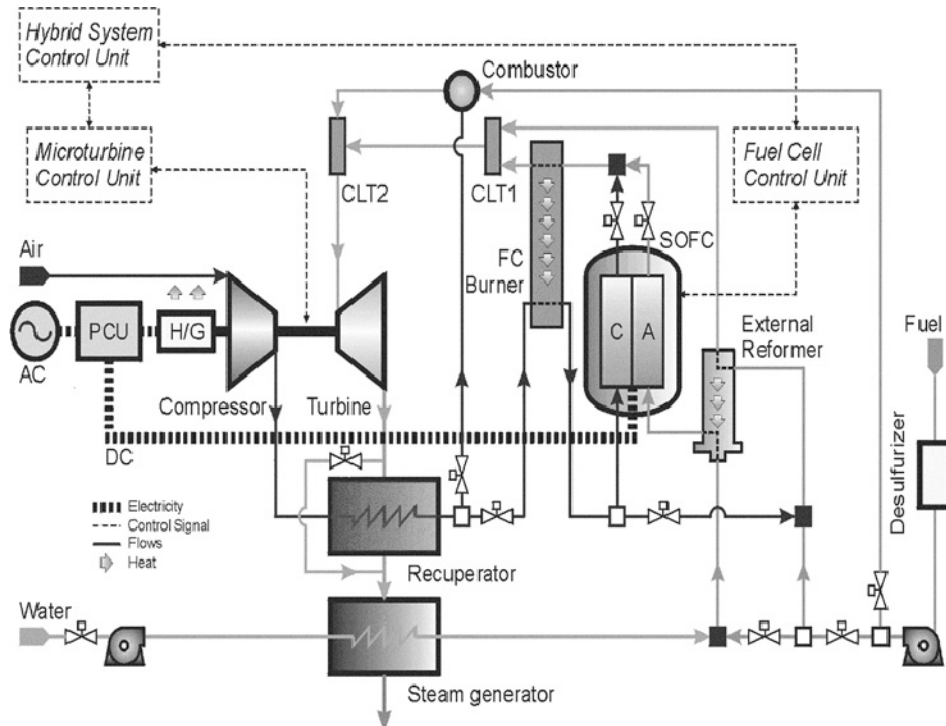 Hybrid System
Control Unit
Combustor
Microturbine
Control Unit
Fuel Cell
Control Unit
CLT2
CLT1
SOFC
Air
FC
Burner
PCU
H/G
C
A
External
Reformer
Fuel
AC
Compressor
Turbine
DC
Desulfurizer
Electricity
Control Signal
Flows
Heat
Recuperator
Water
Steam generator